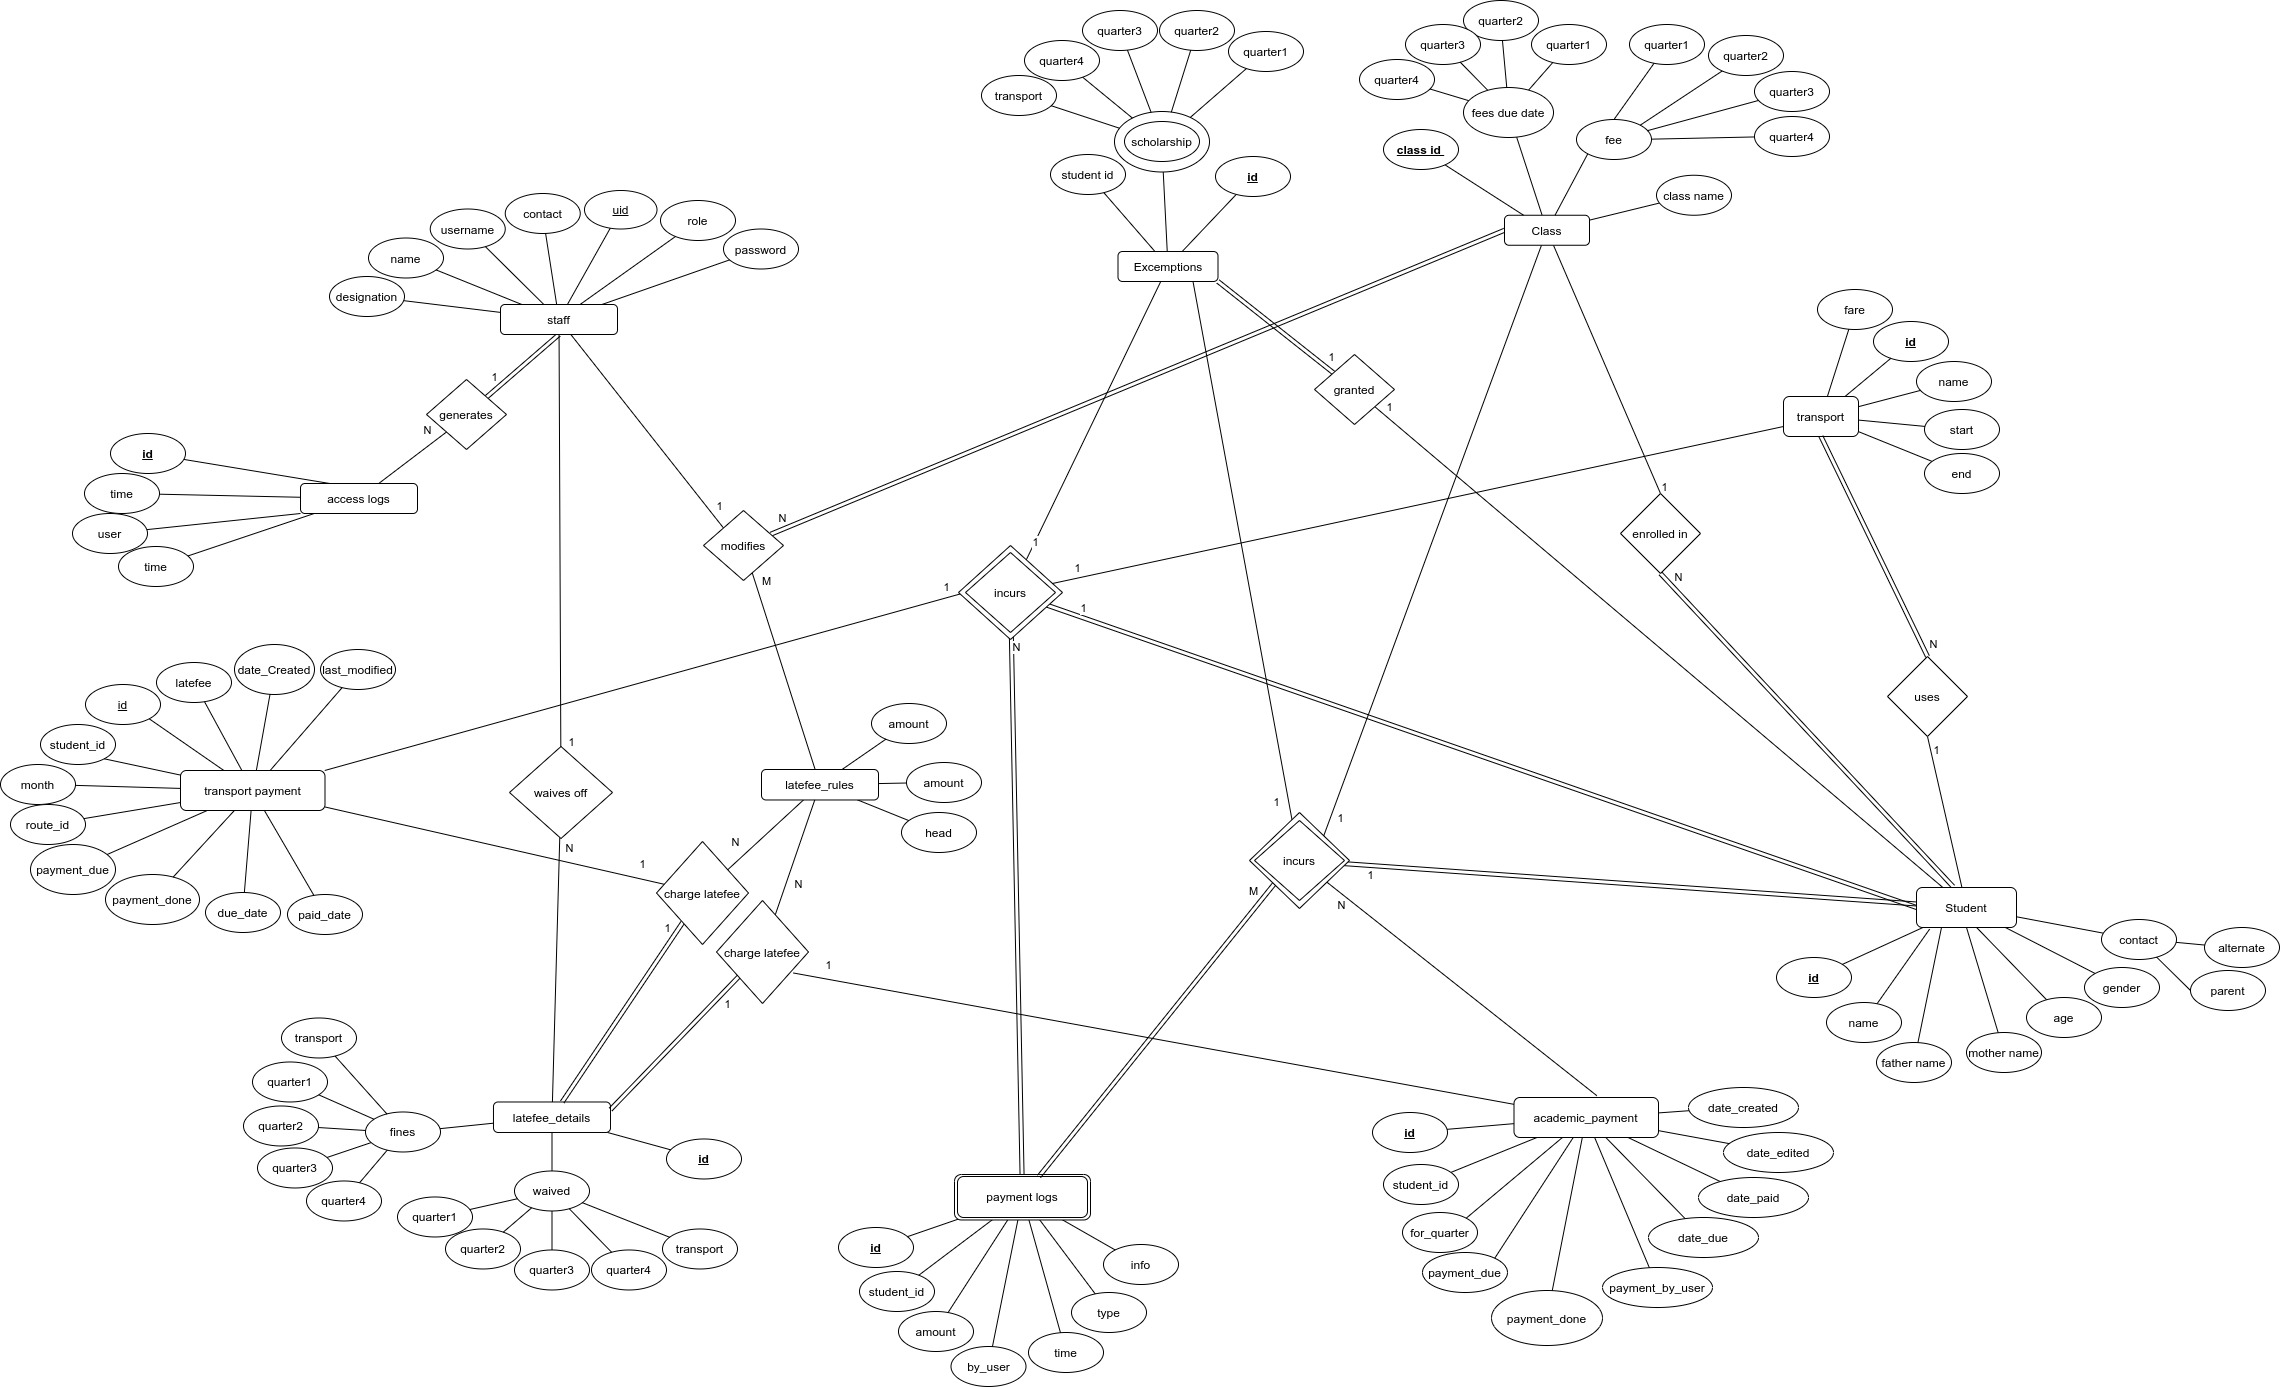 quarter3
quarter2
quarter4
quarter1
transport
scholarship
student id
id
Excemptions
quarter2
quarter3
quarter1
quarter4
fees due date
quarter1
quarter2
quarter3
quarter4
fee
class id
class name
Class
contact
uid
role
username
name
password
designation
staff
1
generates
N
id
time
user
time
access logs
1
N
modifies
M
1
granted
1
fare
id
name
start
end
transport
1
enrolled in
N
N
uses
1
1
1
1
1
incurs
N
date_Created
last_modified
latefee
id
student_id
month
route_id
payment_due
payment_done
due_date
paid_date
transport payment
1
waives off
N
amount
amount
head
latefee_rules
N
1
charge latefee
1
N
charge latefee
1
1
1
1
incurs
1
M
N
Student
contact
alternate
parent
id
gender
name
age
father name
mother name
transport
quarter1
quarter2
quarter3
quarter4
fines
latefee_details
id
waived
quarter1
quarter2
quarter3
quarter4
transport
payment logs
id
student_id
amount
by_user
time
type
info
academic_payment
date_created
id
date_edited
student_id
date_paid
for_quarter
date_due
payment_due
payment_by_user
payment_done